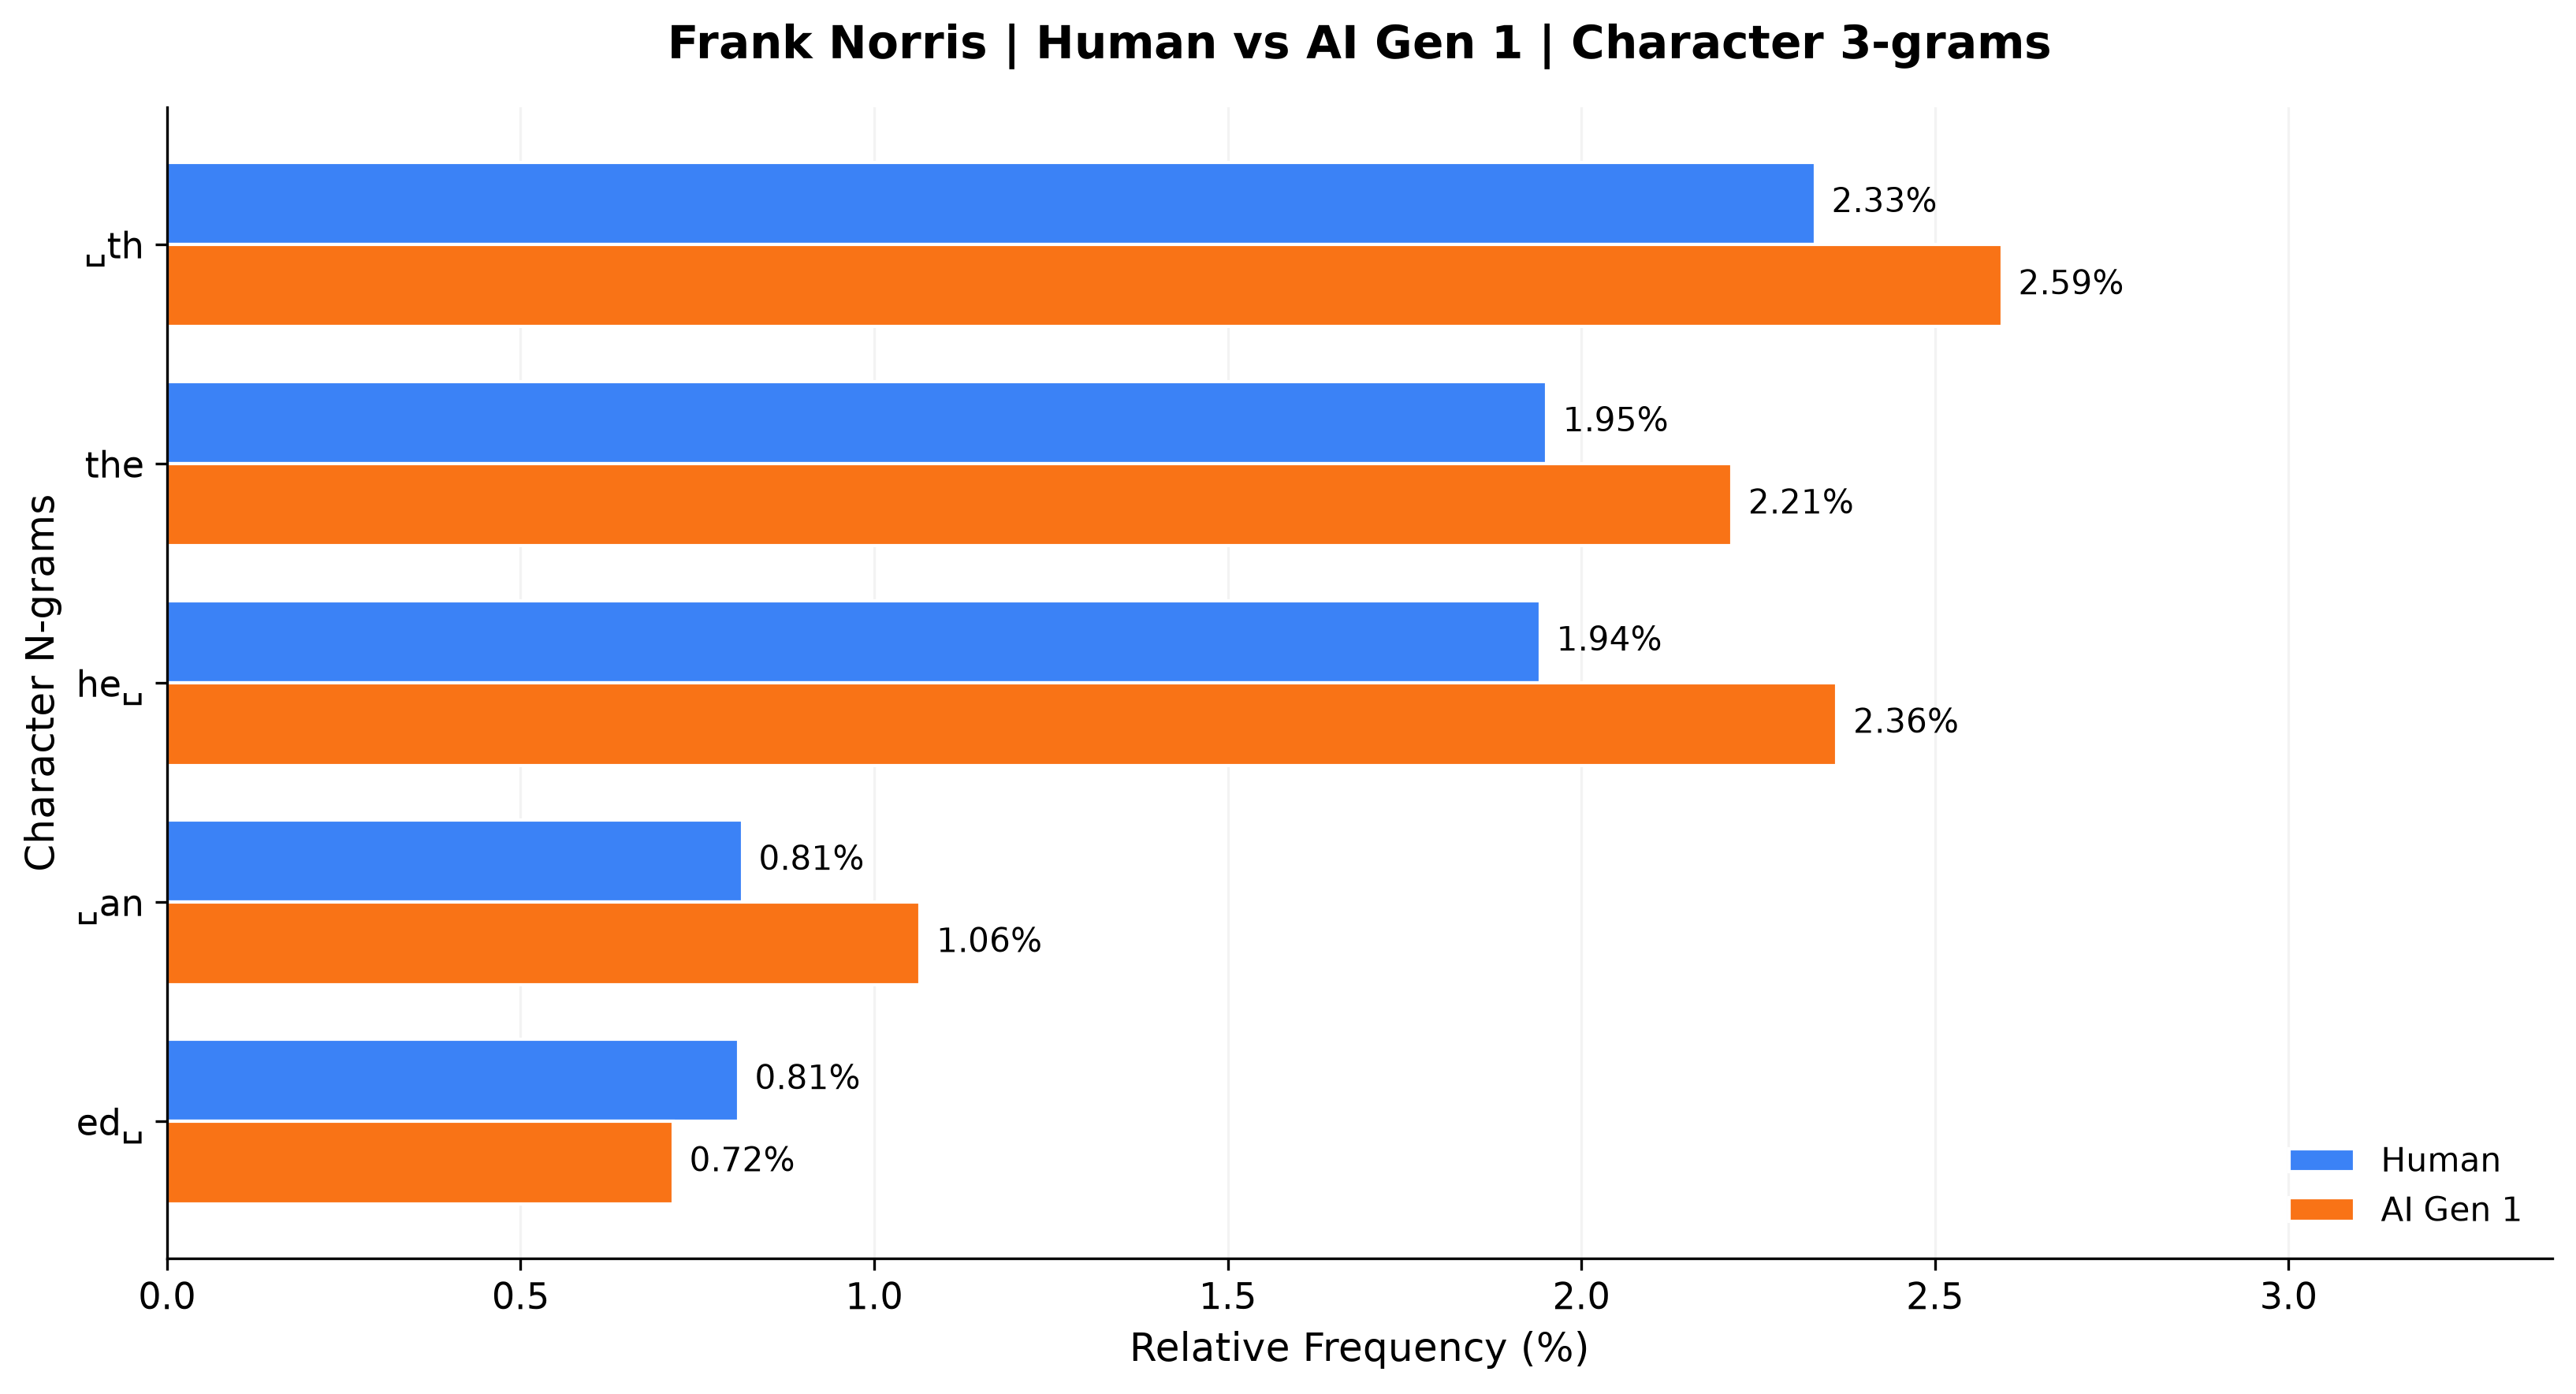 Frank Norris | Human vs AI Gen 1 | Character 3-grams
Character N-grams
␣th
2.33%
2.59%
the
1.95%
2.21%
he␣
1.94%
2.36%
␣an
0.81%
1.06%
ed␣
0.81%
0.72%
Human
AI Gen 1
0.0 0.5 1.0 1.5 2.0 2.5 3.0
Relative Frequency (%)